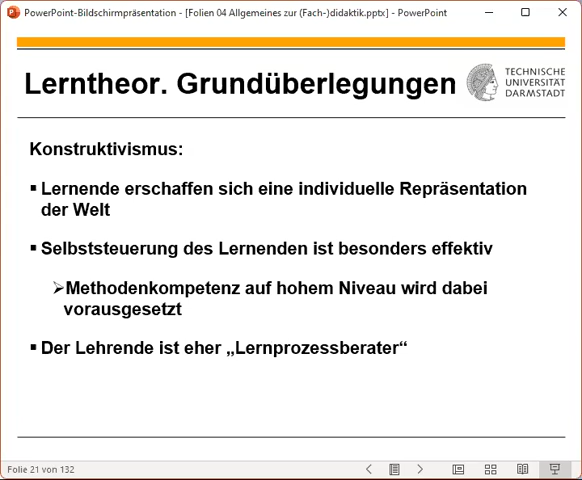 PowerPoint-Bildschirmpräsentation - [Folien 04 Allgemeines zur (Fach-)didaktik.pptx] - PowerPoint
Lerntheor. Grundüberlegungen
TECHNISCHE
UNIVERSITÄT
DARMSTADT
Konstruktivismus:
▪ Lernende erschaffen sich eine individuelle Repräsentation
der Welt
▪ Selbststeuerung des Lernenden ist besonders effektiv
➢Methodenkompetenz auf hohem Niveau wird dabei
vorausgesetzt
▪ Der Lehrende ist eher „Lernprozessberater“
Folie 21 von 132